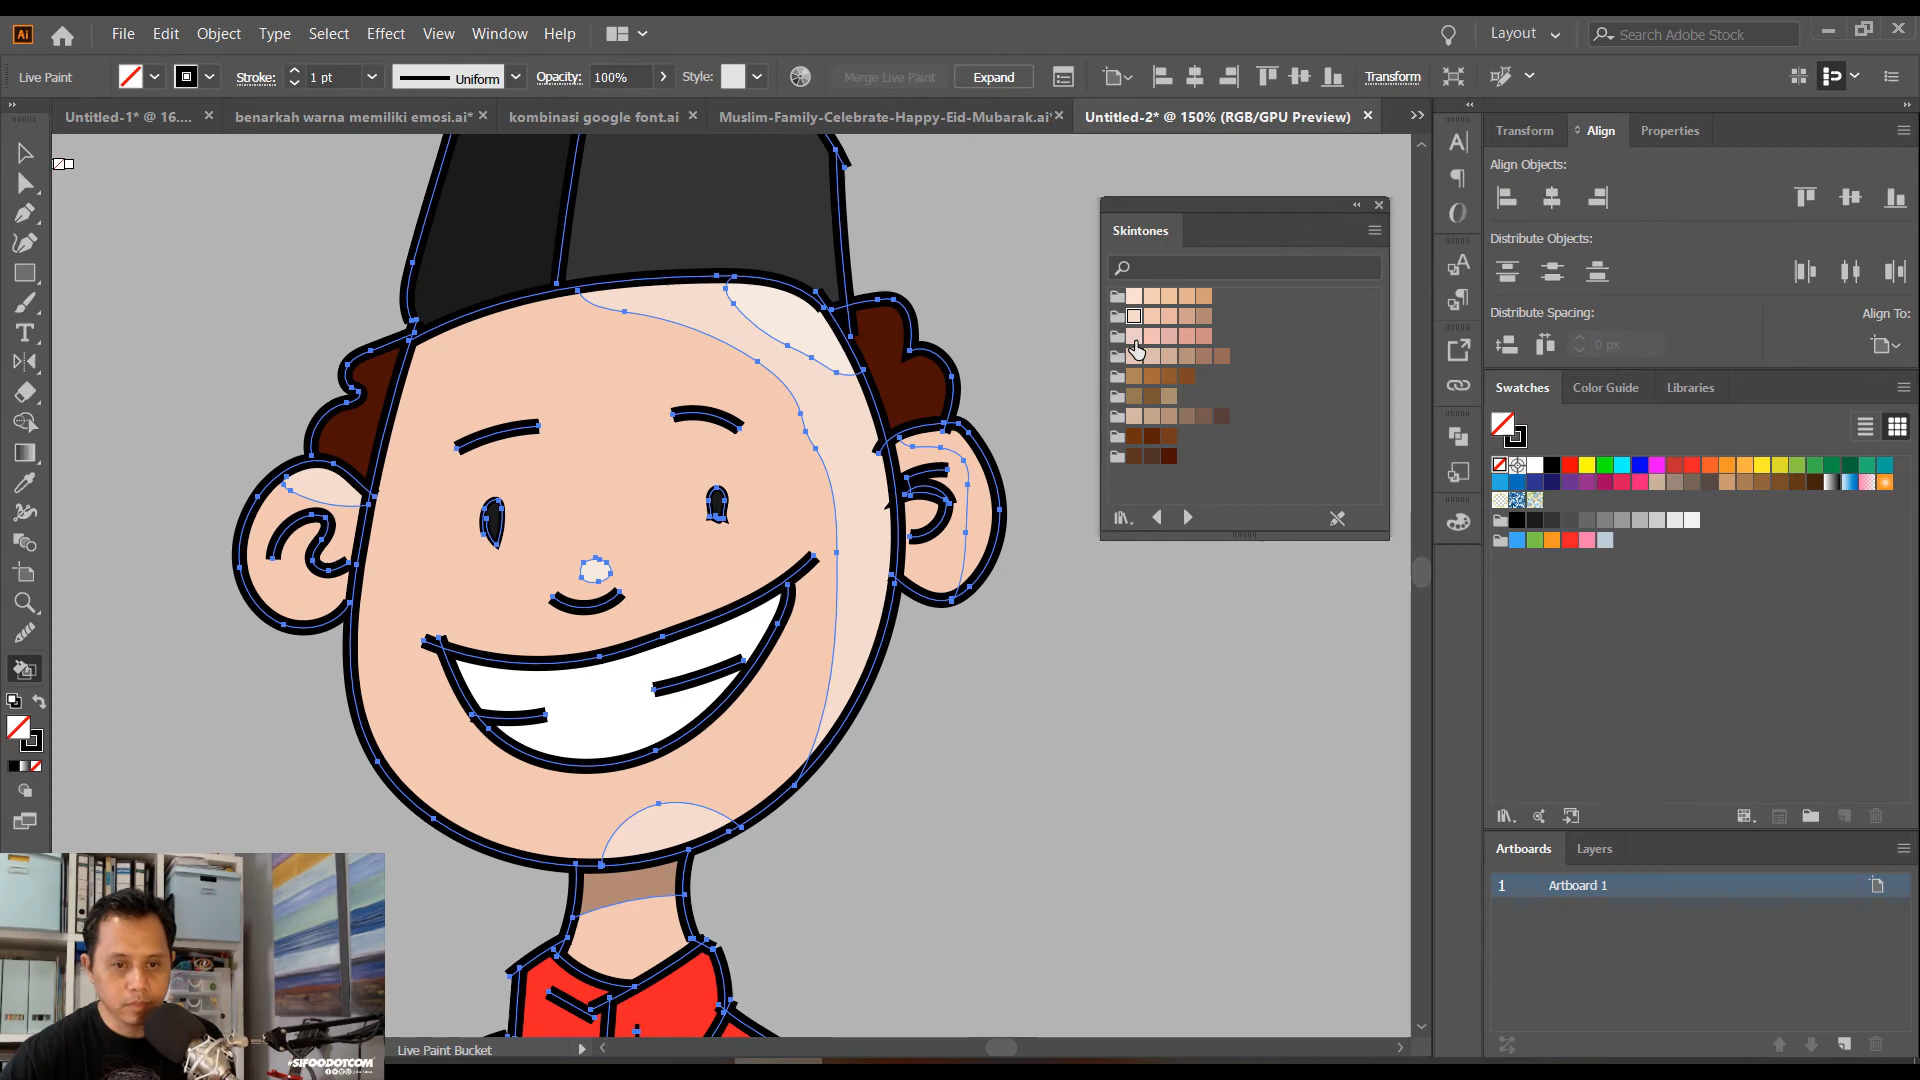 Ai
File Edit Object Type Select Effect View Window Help
Layout
Search Adobe Stock
Live Paint
Stroke: 1 pt
Uniform
Opacity: 100%
Style:
Merge Live Paint
Expand
Transform
Untitled-1* @ 16....
benarkah warna memiliki emosi.ai*
kombinasi google font.ai
Muslim-Family-Celebrate-Happy-Eid-Mubarak.ai*
Untitled-2* @ 150% (RGB/GPU Preview)
Skintones
Transform
Align
Properties
Align Objects:
Distribute Objects:
Distribute Spacing:
Align To:
0 px
Swatches
Color Guide
Libraries
Artboards
Layers
1 Artboard 1
Live Paint Bucket
#SIFOODOTCOM